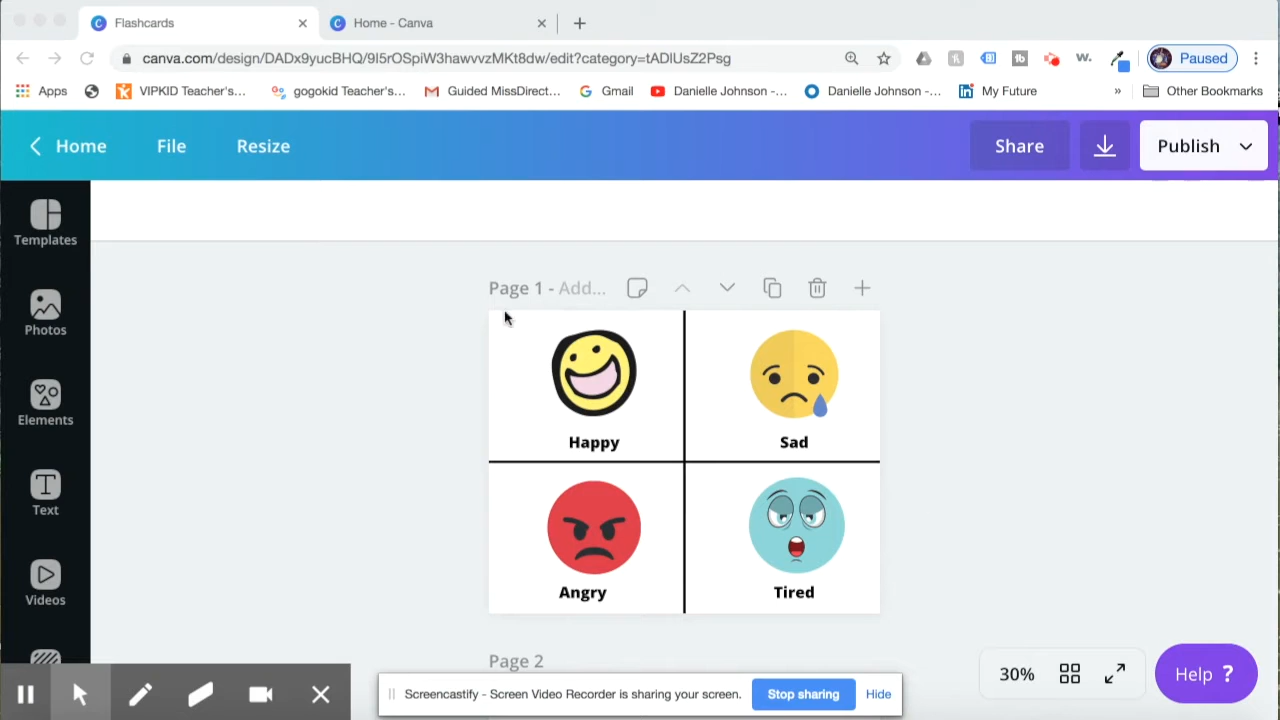 Flashcards
Home - Canva
canva.com/design/DADx9yucBHQ/9I5rOSpiW3hawvvzMKt8dw/edit?category=tADlUsZ2Psg
Paused
Apps
VIPKID Teacher's...
gogokid Teacher's...
Guided MissDirect...
Gmail
Danielle Johnson -...
Danielle Johnson -...
My Future
»
Other Bookmarks
Home
File
Resize
Share
Publish
Templates
Photos
Elements
Text
Videos
Page 1 - Add...
Happy
Sad
Angry
Tired
Page 2
30%
Help ?
Screencastify - Screen Video Recorder is sharing your screen.
Stop sharing
Hide